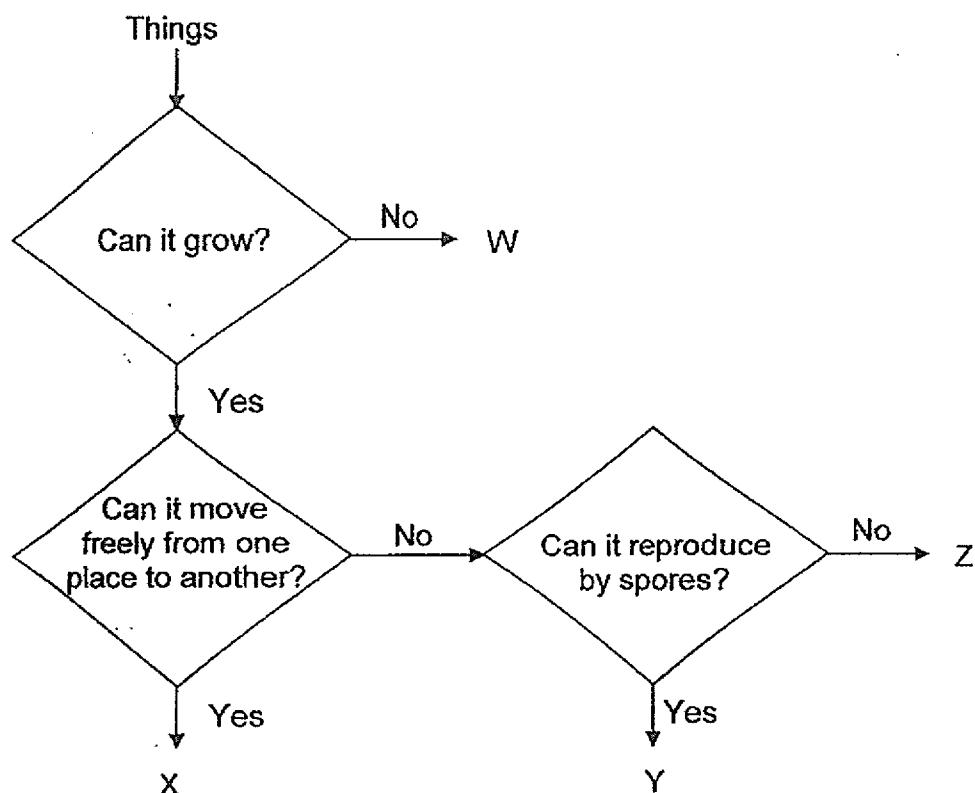 Things
Can it grow?
No
W
Yes
Can it move
freely from one
place to another?
No
Can it reproduce
by spores?
No
Z
Yes
X
Yes
Y